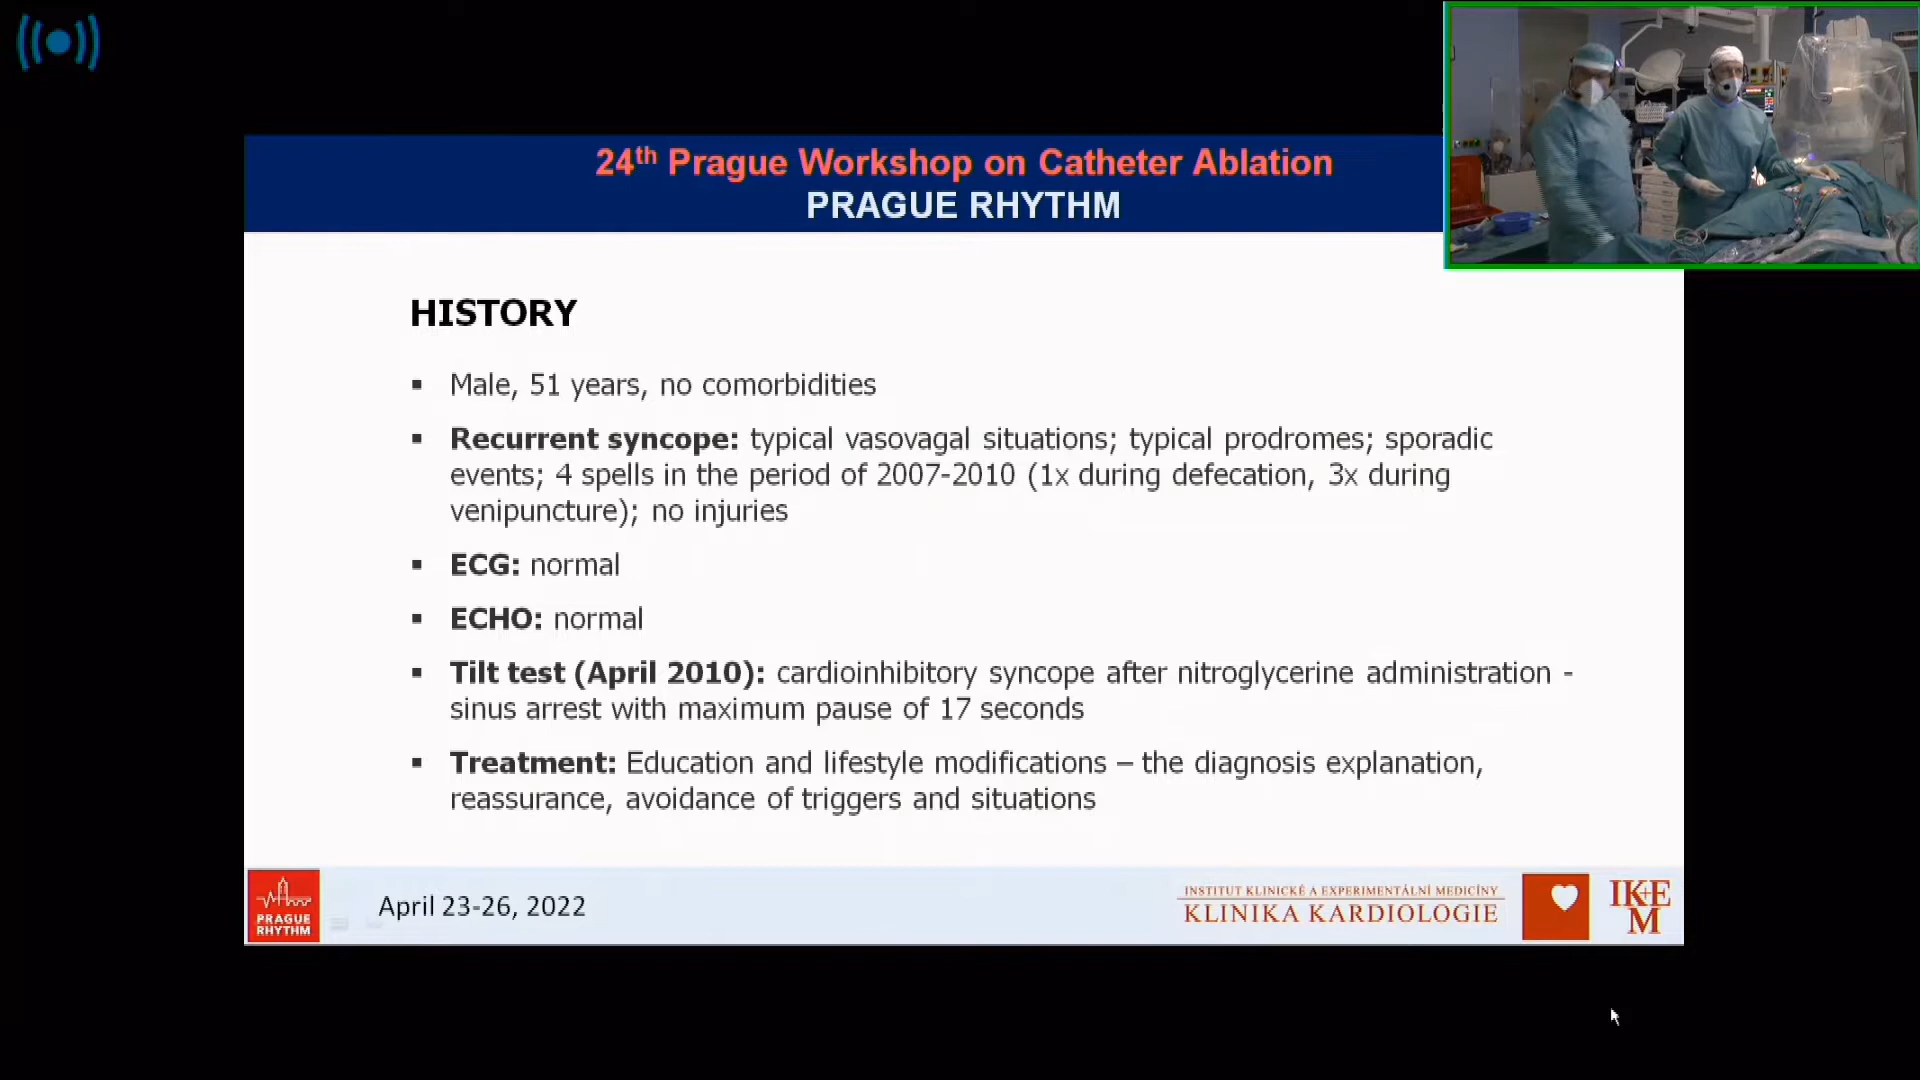 24th Prague Workshop on Catheter Ablation
PRAGUE RHYTHM
HISTORY
▪ Male, 51 years, no comorbidities
▪ Recurrent syncope: typical vasovagal situations; typical prodromes; sporadic
events; 4 spells in the period of 2007-2010 (1x during defecation, 3x during
venipuncture); no injuries
▪ ECG: normal
▪ ECHO: normal
▪ Tilt test (April 2010): cardioinhibitory syncope after nitroglycerine administration -
sinus arrest with maximum pause of 17 seconds
▪ Treatment: Education and lifestyle modifications – the diagnosis explanation,
reassurance, avoidance of triggers and situations
PRAGUE
RHYTHM
April 23-26, 2022
INSTITUT KLINICKÉ A EXPERIMENTÁLNÍ MEDICÍNY
KLINIKA KARDIOLOGIE
IK+E
M